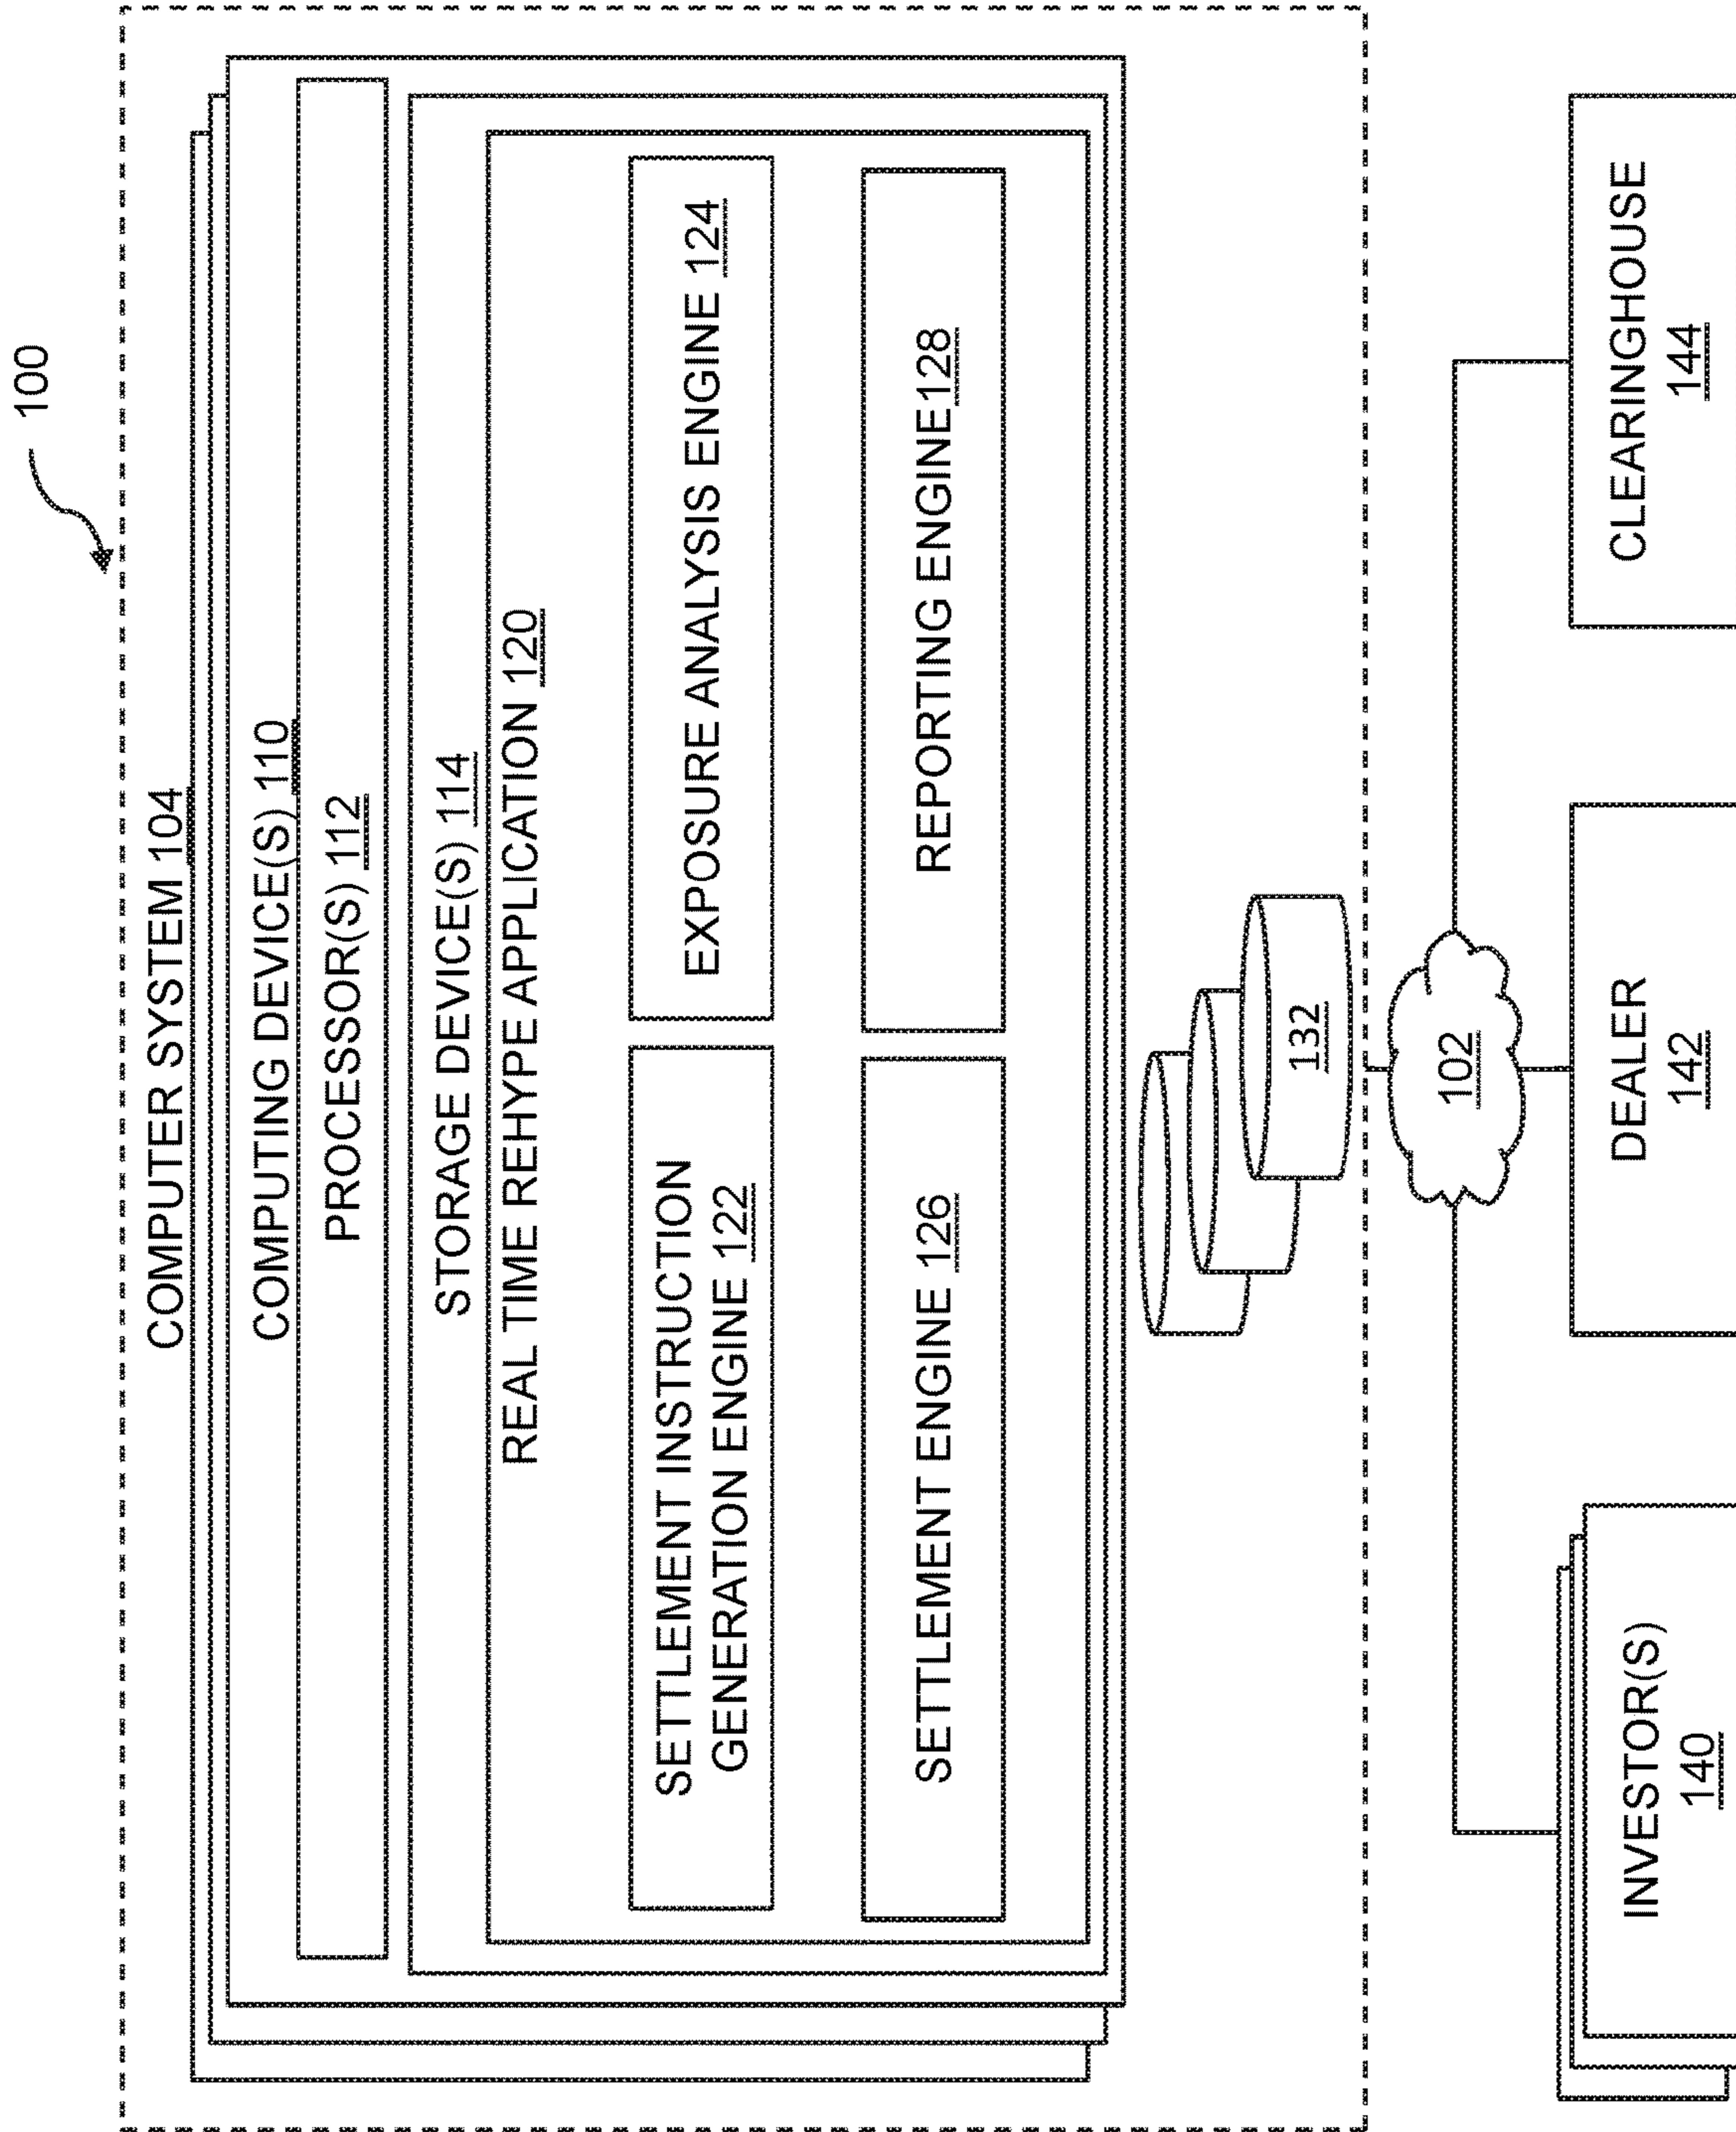 100
COMPUTER SYSTEM 104
COMPUTING DEVICE(S) 110
PROCESSOR(S) 112
STORAGE DEVICE(S) 114
REAL TIME REHYPE APPLICATION 120
SETTLEMENT INSTRUCTION
GENERATION ENGINE 122
EXPOSURE ANALYSIS ENGINE 124
SETTLEMENT ENGINE 126
REPORTING ENGINE128
132
102
INVESTOR(S)
140
DEALER
142
CLEARINGHOUSE
144